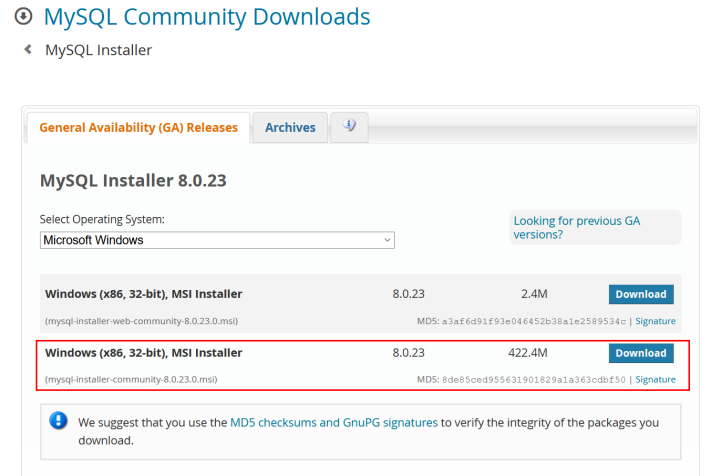 MySQL Community Downloads
MySQL Installer
General Availability (GA) Releases Archives
MySQL Installer 8.0.23
Select Operating System:
Microsoft Windows
Looking for previous GA
versions?
Windows (x86, 32-bit), MSI Installer 8.0.23 2.4M Download
(mysql-installer-web-community-8.0.23.0.msi) MD5: a3af6d91f93e046452b38a1e2589534c | Signature
Windows (x86, 32-bit), MSI Installer 8.0.23 422.4M Download
(mysql-installer-community-8.0.23.0.msi) MD5: 8de85ced955631901829a1a363cdbf50 | Signature
We suggest that you use the MD5 checksums and GnuPG signatures to verify the integrity of the packages you
download.